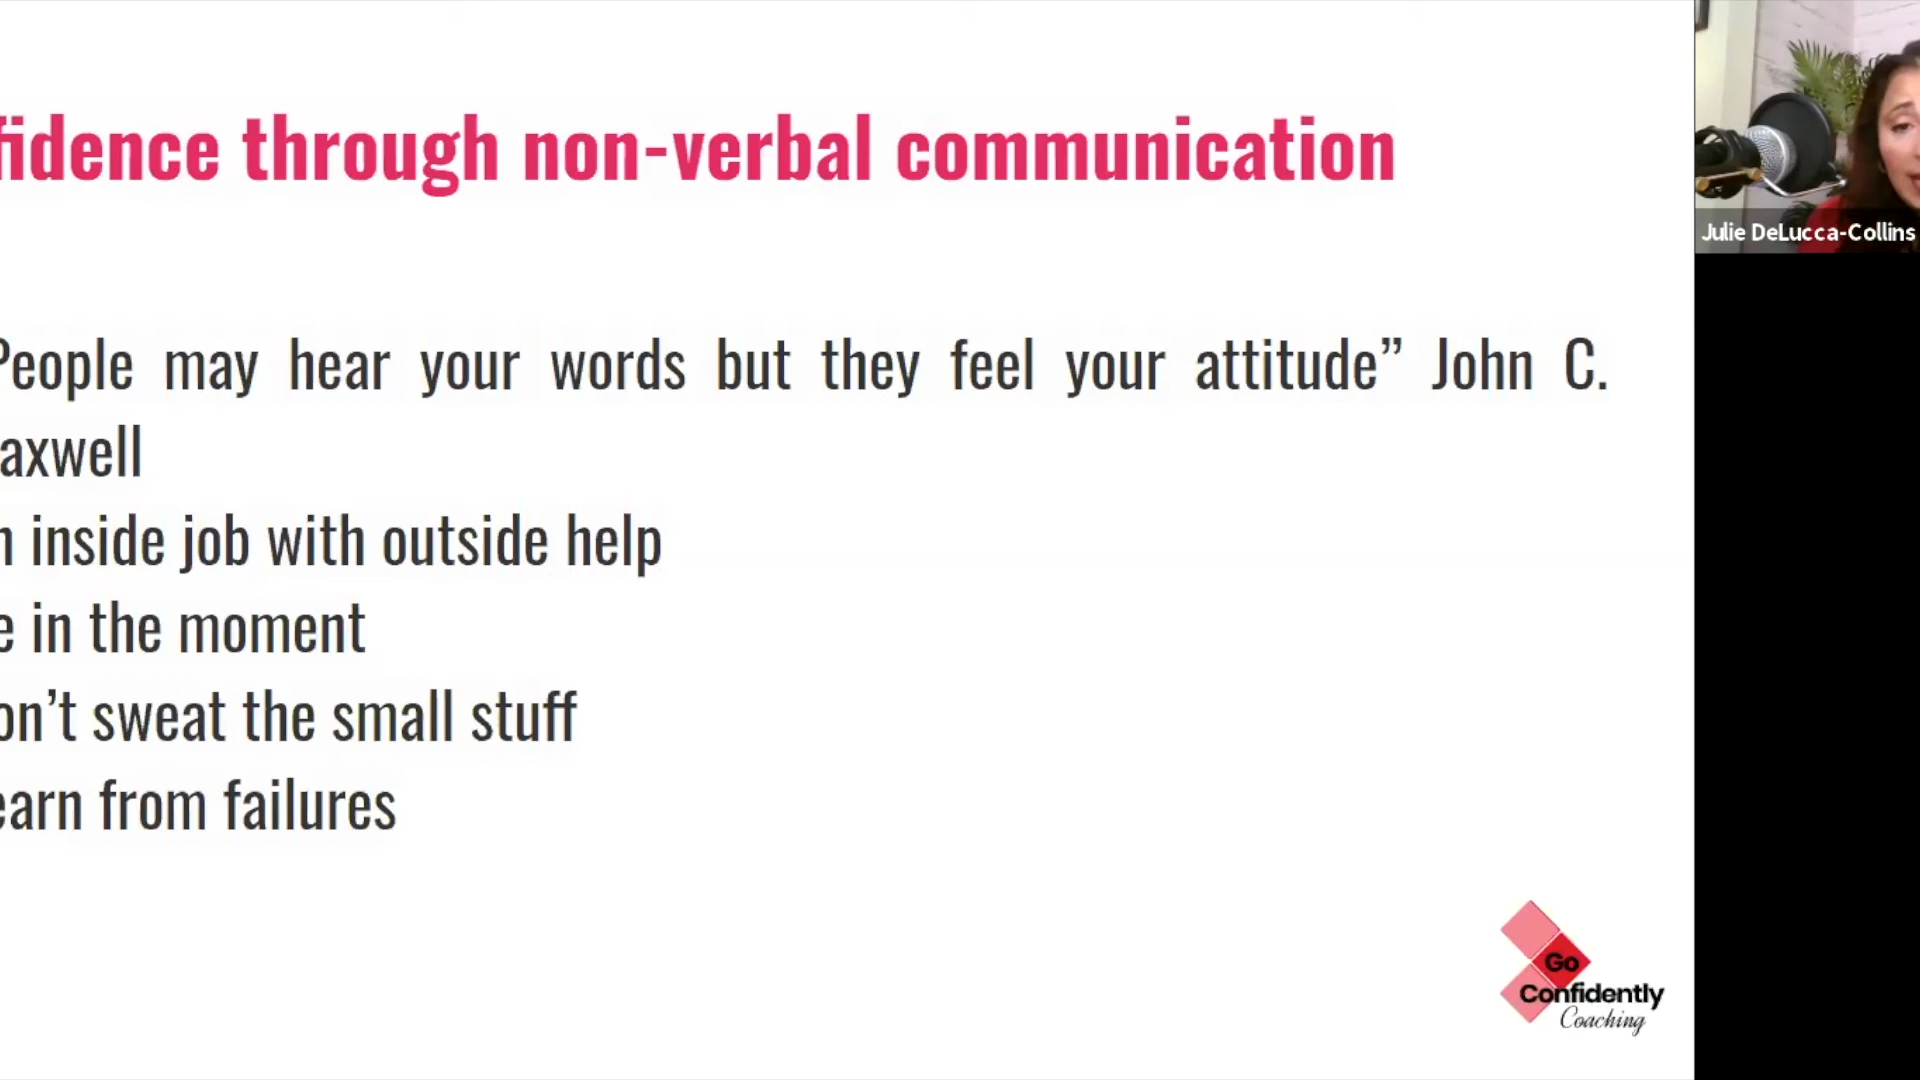 fidence through non-verbal communication
People may hear your words but they feel your attitude” John C.
axwell
n inside job with outside help
e in the moment
on’t sweat the small stuff
earn from failures
Go
Confidently
Coaching
Julie DeLucca-Collins